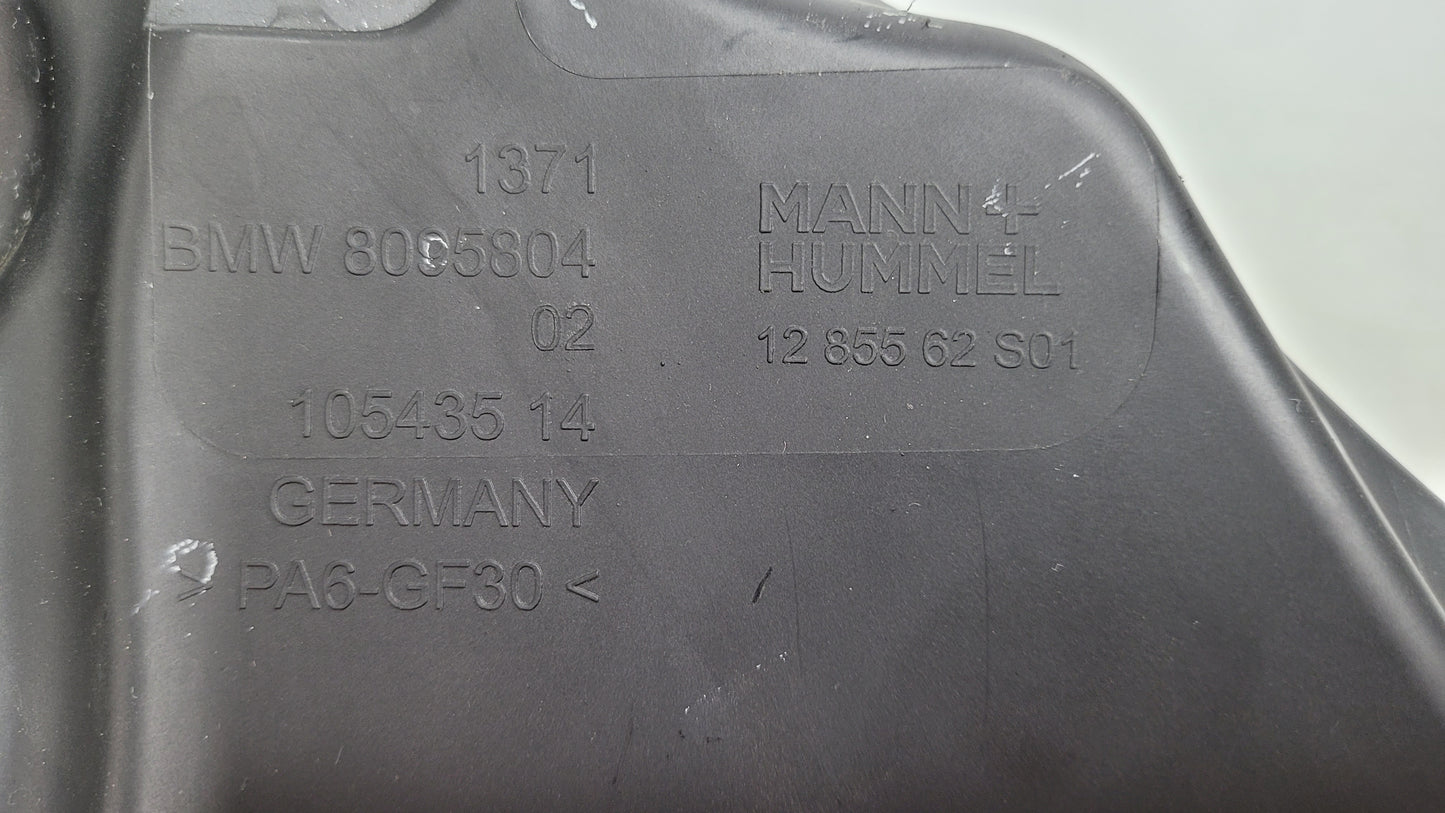 1371
BMW 8095804
02
105435 14
GERMANY
> PA6-GF30 <
MANN+
HUMMEL
12 855 62 S01